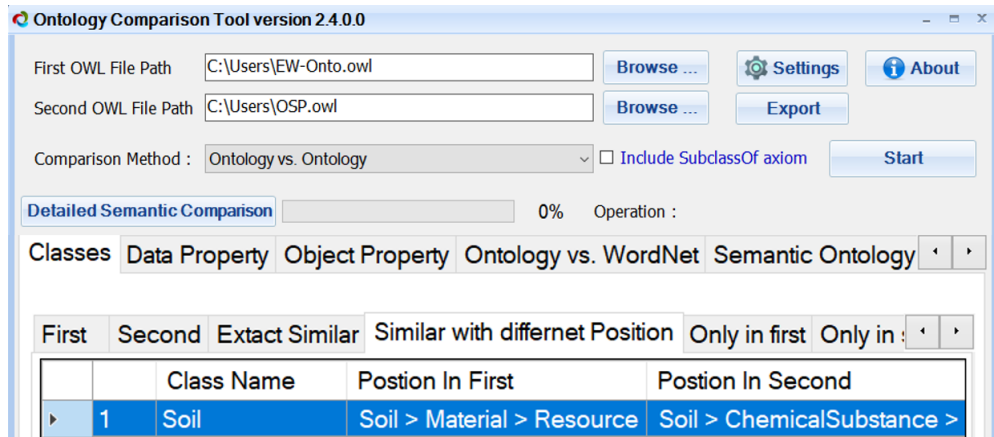 Ontology Comparison Tool version 2.4.0.0
First OWL File Path C:\Users\EW-Onto.owl Browse ... Settings About
Second OWL File Path C:\Users\OSP.owl Browse ... Export
Comparison Method : Ontology vs. Ontology Include SubclassOf axiom Start
Detailed Semantic Comparison 0% Operation :
Classes Data Property Object Property Ontology vs. WordNet Semantic Ontology
First Second Extact Similar Similar with differnet Position Only in first Only in
Class Name Postion In First Postion In Second
1 Soil Soil > Material > Resource Soil > ChemicalSubstance >